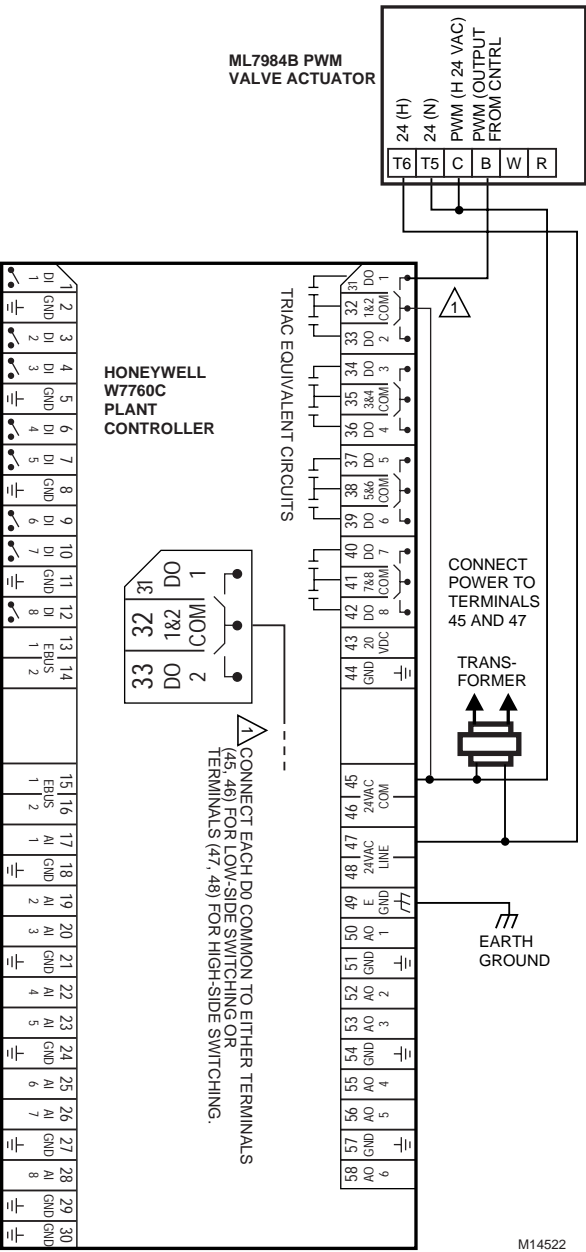 ML7984B PWM
VALVE ACTUATOR
24 (H)
24 (N)
PWM (H 24 VAC)
PWM (OUTPUT
FROM CNTRL
T6 T5 C B W R
HONEYWELL
W7760C
PLANT
CONTROLLER
TRIAC EQUIVALENT CIRCUITS
1
DI 1 1
GND 2
DI 2 3
DI 3 4
GND 5
DI 4 6
DI 5 7
GND 8
DI 6 9
DI 7 10
GND 11
DI 8 12
EBUS 1 13
2 14
EBUS 1 15
2 16
AI 1 17
GND 18
AI 2 19
AI 3 20
GND 21
AI 4 22
AI 5 23
GND 24
AI 6 25
AI 7 26
GND 27
AI 8 28
GND 29
GND 30
31 DO 1
32 1&2 COM
33 DO 2
34 DO 3
35 3&4 COM
36 DO 4
37 DO 5
38 5&6 COM
39 DO 6
40 DO 7
41 7&8 COM
42 DO 8
43 20 VDC
44 GND
45
46 24VAC COM
47
48 24VAC LINE
49 E GND
50 AO 1
51 GND
52 AO 2
53 AO 3
54 GND
55 AO 4
56 AO 5
57 GND
58 AO 6
31 DO 1
32 1&2 COM
33 DO 2
1
CONNECT EACH D0 COMMON TO EITHER TERMINALS
(45, 46) FOR LOW-SIDE SWITCHING OR
TERMINALS (47, 48) FOR HIGH-SIDE SWITCHING.
CONNECT
POWER TO
TERMINALS
45 AND 47
TRANS-
FORMER
EARTH
GROUND
M14522